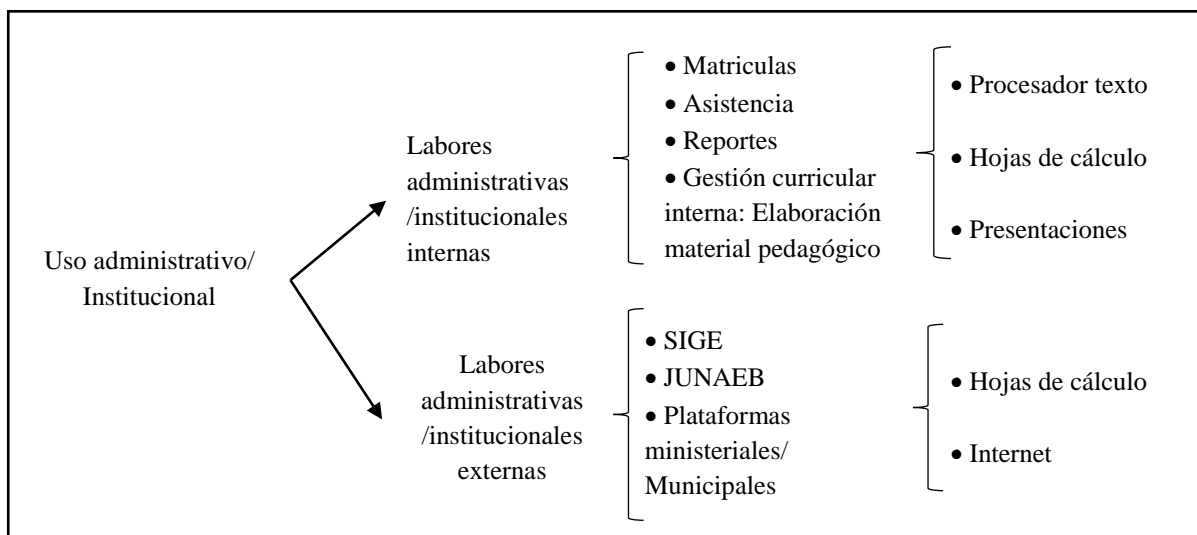 Uso administrativo/
Institucional
Labores
administrativas
/institucionales
internas
• Matriculas
• Asistencia
• Reportes
• Gestión curricular
interna: Elaboración
material pedagógico
• Procesador texto
• Hojas de cálculo
• Presentaciones
Labores
administrativas
/institucionales
externas
• SIGE
• JUNAEB
• Plataformas
ministeriales/
Municipales
• Hojas de cálculo
• Internet